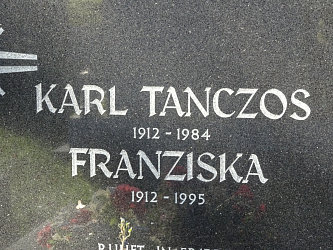 KARL TANCZOS
1912 - 1984
FRANZISKA
1912 - 1995